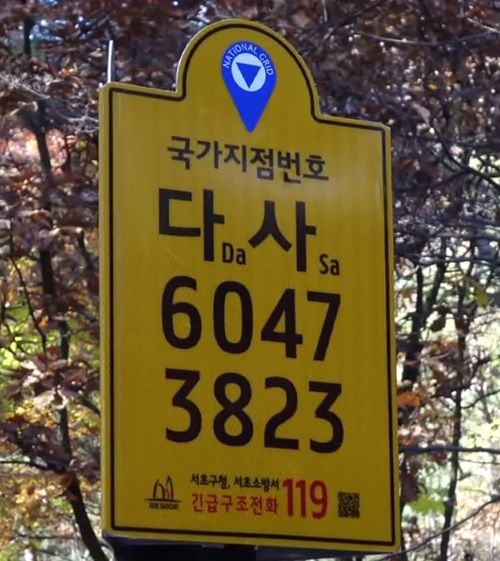 NATIONAL GRID
국가지점번호
다Da 사Sa
6047
3823
서초구청, 서초소방서
긴급구조전화 119